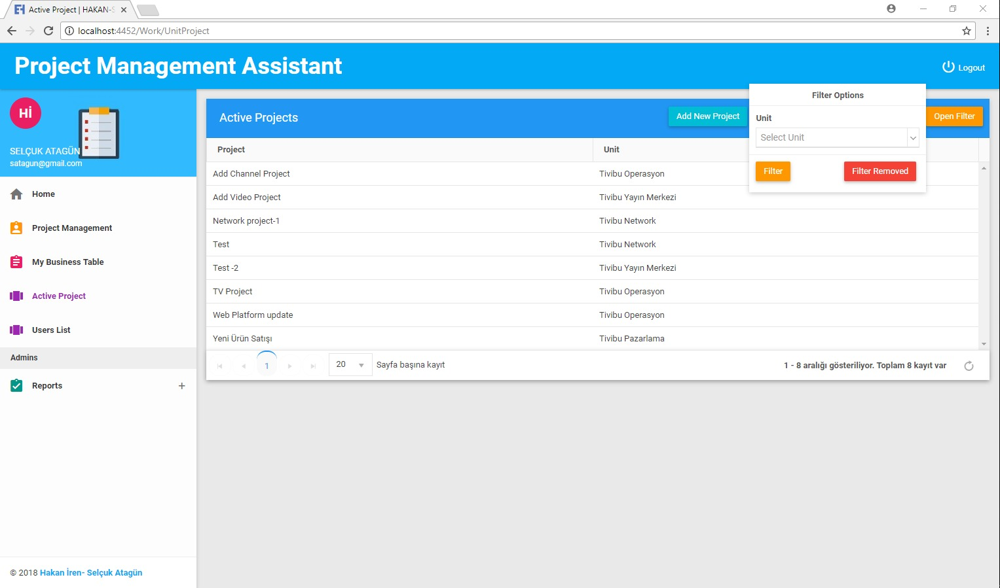 Active Project | HAKAN-S
localhost:4452/Work/UnitProject
Project Management Assistant
Logout
Hİ
SELÇUK ATAGÜN
satagun@gmail.com
Home
Project Management
My Business Table
Active Project
Users List
Admins
Reports
+
© 2018 Hakan İren- Selçuk Atagün
Active Projects
Add New Project
Open Filter
Filter Options
Unit
Select Unit
Filter
Filter Removed
Project Unit
Add Channel Project Tivibu Operasyon
Add Video Project Tivibu Yayın Merkezi
Network project-1 Tivibu Network
Test Tivibu Network
Test -2 Tivibu Yayın Merkezi
TV Project Tivibu Operasyon
Web Platform update Tivibu Operasyon
Yeni Ürün Satışı Tivibu Pazarlama
1 20 Sayfa başına kayıt 1 - 8 aralığı gösteriliyor. Toplam 8 kayıt var